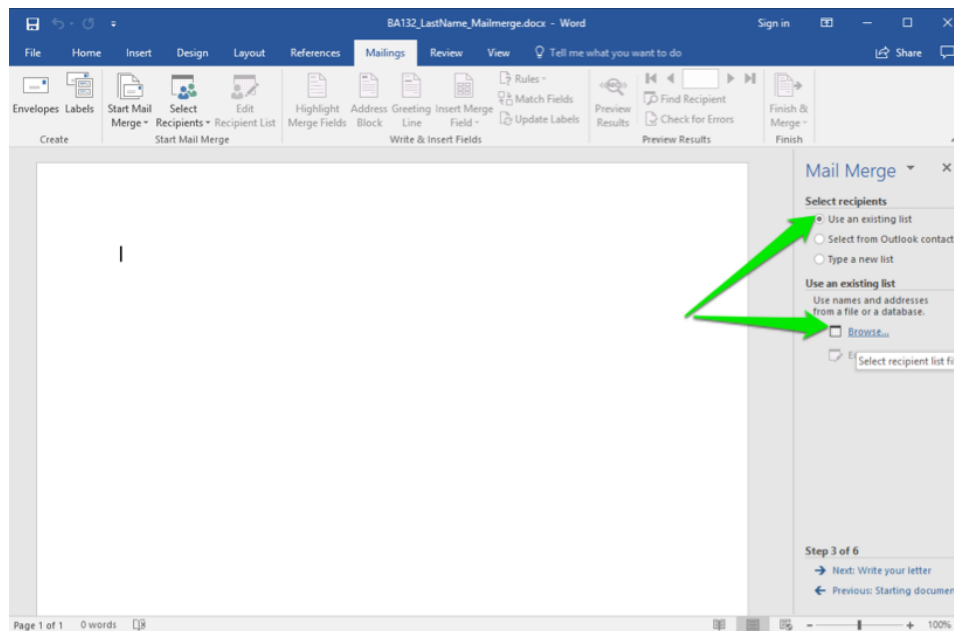 BA132_LastName_Mailmerge.docx - Word
Sign in
File Home Insert Design Layout References Mailings Review View Tell me what you want to do Share
Envelopes Labels
Create
Start Mail Merge
Select Recipients
Edit Recipient List
Start Mail Merge
Highlight Merge Fields
Address Block
Greeting Line
Insert Merge Field
Rules
Match Fields
Update Labels
Write & Insert Fields
Preview Results
Find Recipient
Check for Errors
Preview Results
Finish & Merge
Finish
Mail Merge
Select recipients
Use an existing list
Select from Outlook contact
Type a new list
Use an existing list
Use names and addresses
from a file or a database.
Browse...
Select recipient list fi
Step 3 of 6
Next: Write your letter
Previous: Starting documen
Page 1 of 1 0 words 100%